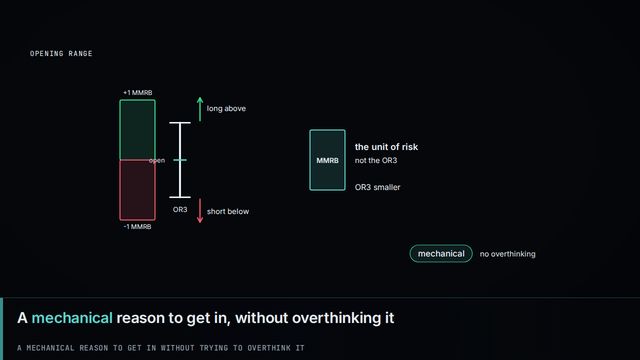 OPENING RANGE
+1 MMRB
long above
open
OR3
short below
-1 MMRB
MMRB
the unit of risk
not the OR3
OR3 smaller
mechanical
no overthinking
A mechanical reason to get in, without overthinking it
A MECHANICAL REASON TO GET IN WITHOUT TRYING TO OVERTHINK IT